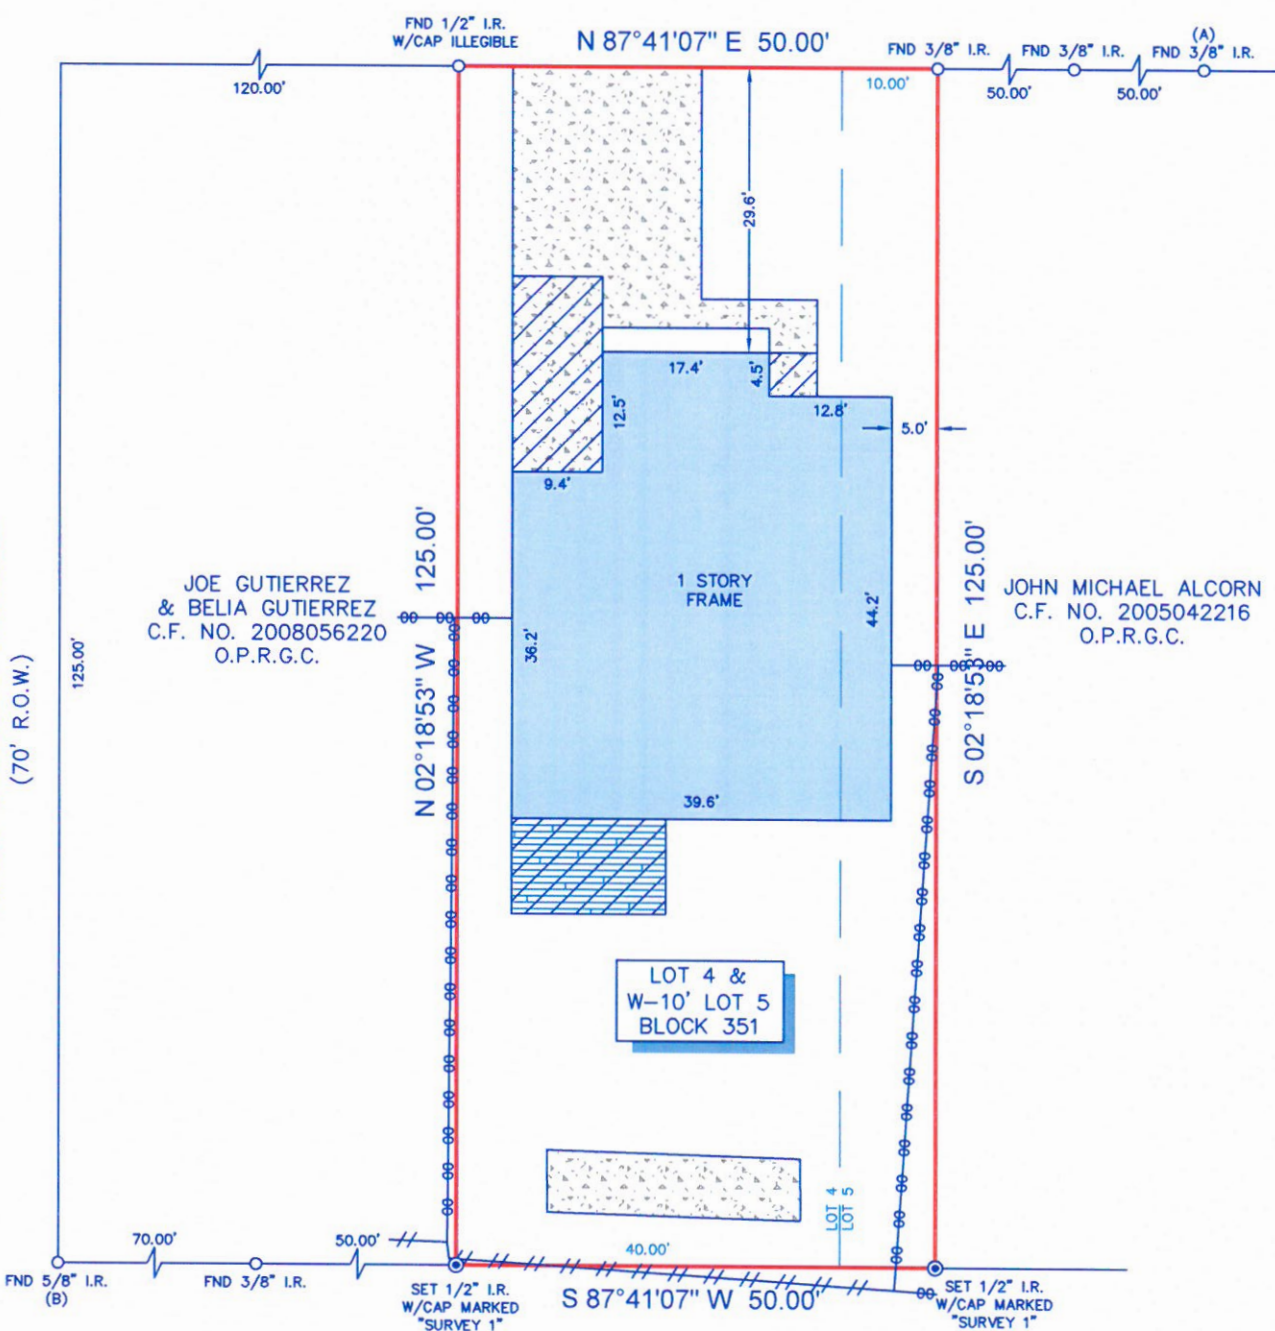 FND 1/2" I.R.
W/CAP ILLEGIBLE
N 87°41'07" E 50.00'
FND 3/8" I.R.
FND 3/8" I.R.
(A)
FND 3/8" I.R.
120.00'
10.00'
50.00'
50.00'
29.6'
17.4'
4.5'
12.5'
12.8'
5.0'
9.4'
N 02°18'53" W 125.00'
S 02°18'53" E 125.00'
JOE GUTIERREZ
& BELIA GUTIERREZ
C.F. NO. 2008056220
O.P.R.G.C.
1 STORY
FRAME
JOHN MICHAEL ALCORN
C.F. NO. 2005042216
O.P.R.G.C.
36.2'
44.2'
(70' R.O.W.)
125.00'
39.6'
LOT 4 &
W-10' LOT 5
BLOCK 351
LOT 4
LOT 5
70.00'
50.00'
40.00'
FND 5/8" I.R.
(B)
FND 3/8" I.R.
SET 1/2" I.R.
W/CAP MARKED
"SURVEY 1"
S 87°41'07" W 50.00'
SET 1/2" I.R.
W/CAP MARKED
"SURVEY 1"